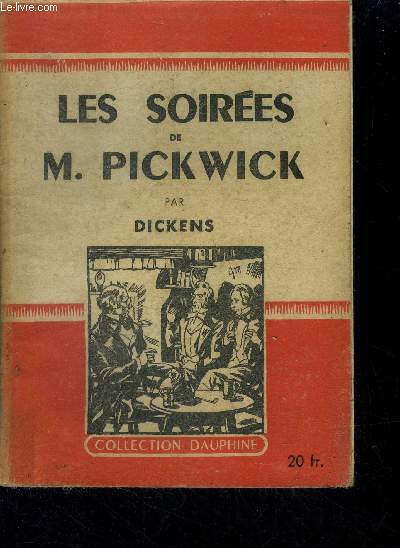 Le-livre.com
LES SOIRÉES
DE
M. PICKWICK
PAR
DICKENS
COLLECTION DAUPHINE
20 fr.